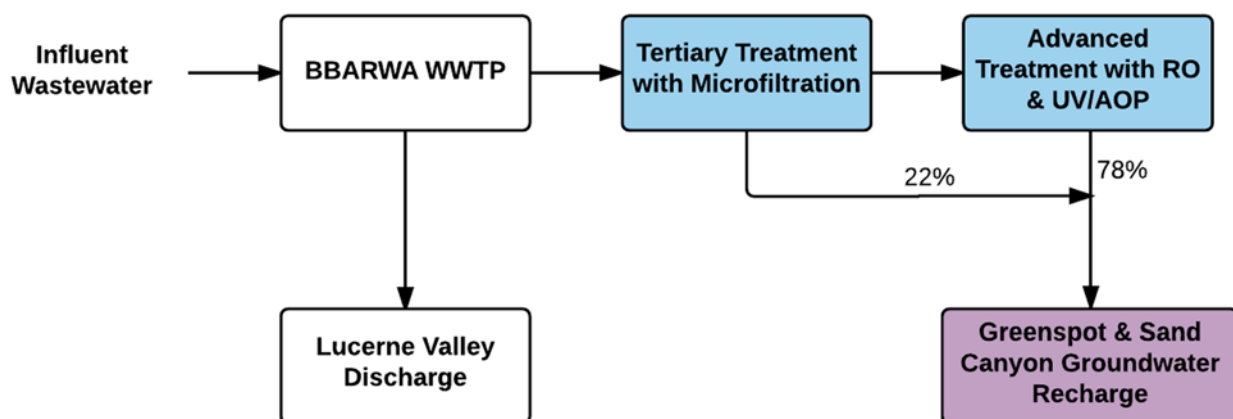 Influent
Wastewater
BBARWA WWTP
Tertiary Treatment
with Microfiltration
Advanced
Treatment with RO
& UV/AOP
22%
78%
Lucerne Valley
Discharge
Greenspot & Sand
Canyon Groundwater
Recharge